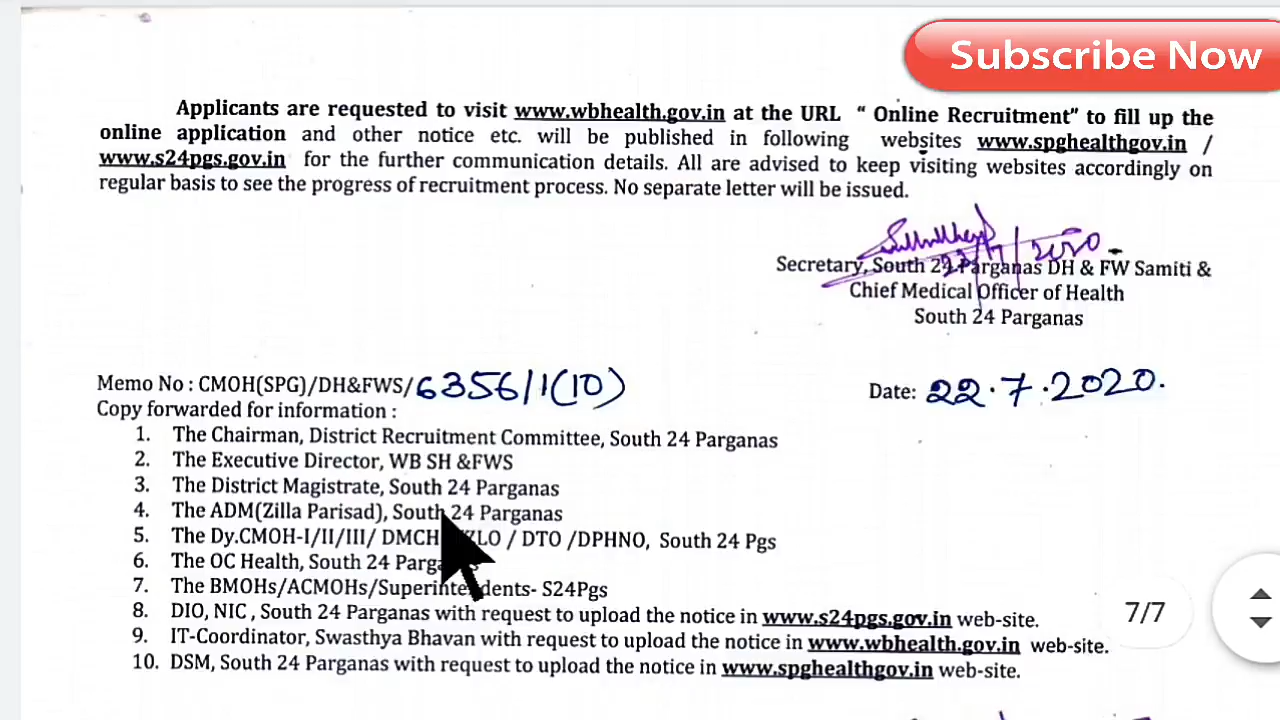 Subscribe Now
Applicants are requested to visit www.wbhealth.gov.in at the URL “ Online Recruitment” to fill up the
online application and other notice etc. will be published in following websites www.spghealthgov.in /
www.s24pgs.gov.in for the further communication details. All are advised to keep visiting websites accordingly on
regular basis to see the progress of recruitment process. No separate letter will be issued.
Secretary, South 24 Parganas DH & FW Samiti &
Chief Medical Officer of Health
South 24 Parganas
Memo No : CMOH(SPG)/DH&FWS/6356/1(10)
Date: 22.7.2020.
Copy forwarded for information :
1. The Chairman, District Recruitment Committee, South 24 Parganas
2. The Executive Director, WB SH &FWS
3. The District Magistrate, South 24 Parganas
4. The ADM(Zilla Parisad), South 24 Parganas
5. The Dy.CMOH-I/II/III/ DMCH / DTO /DPHNO, South 24 Pgs
6. The OC Health, South 24 Parganas
7. The BMOHs/ACMOHs/Superintendents- S24Pgs
8. DIO, NIC , South 24 Parganas with request to upload the notice in www.s24pgs.gov.in web-site.
9. IT-Coordinator, Swasthya Bhavan with request to upload the notice in www.wbhealth.gov.in web-site.
10. DSM, South 24 Parganas with request to upload the notice in www.spghealthgov.in web-site.
7/7